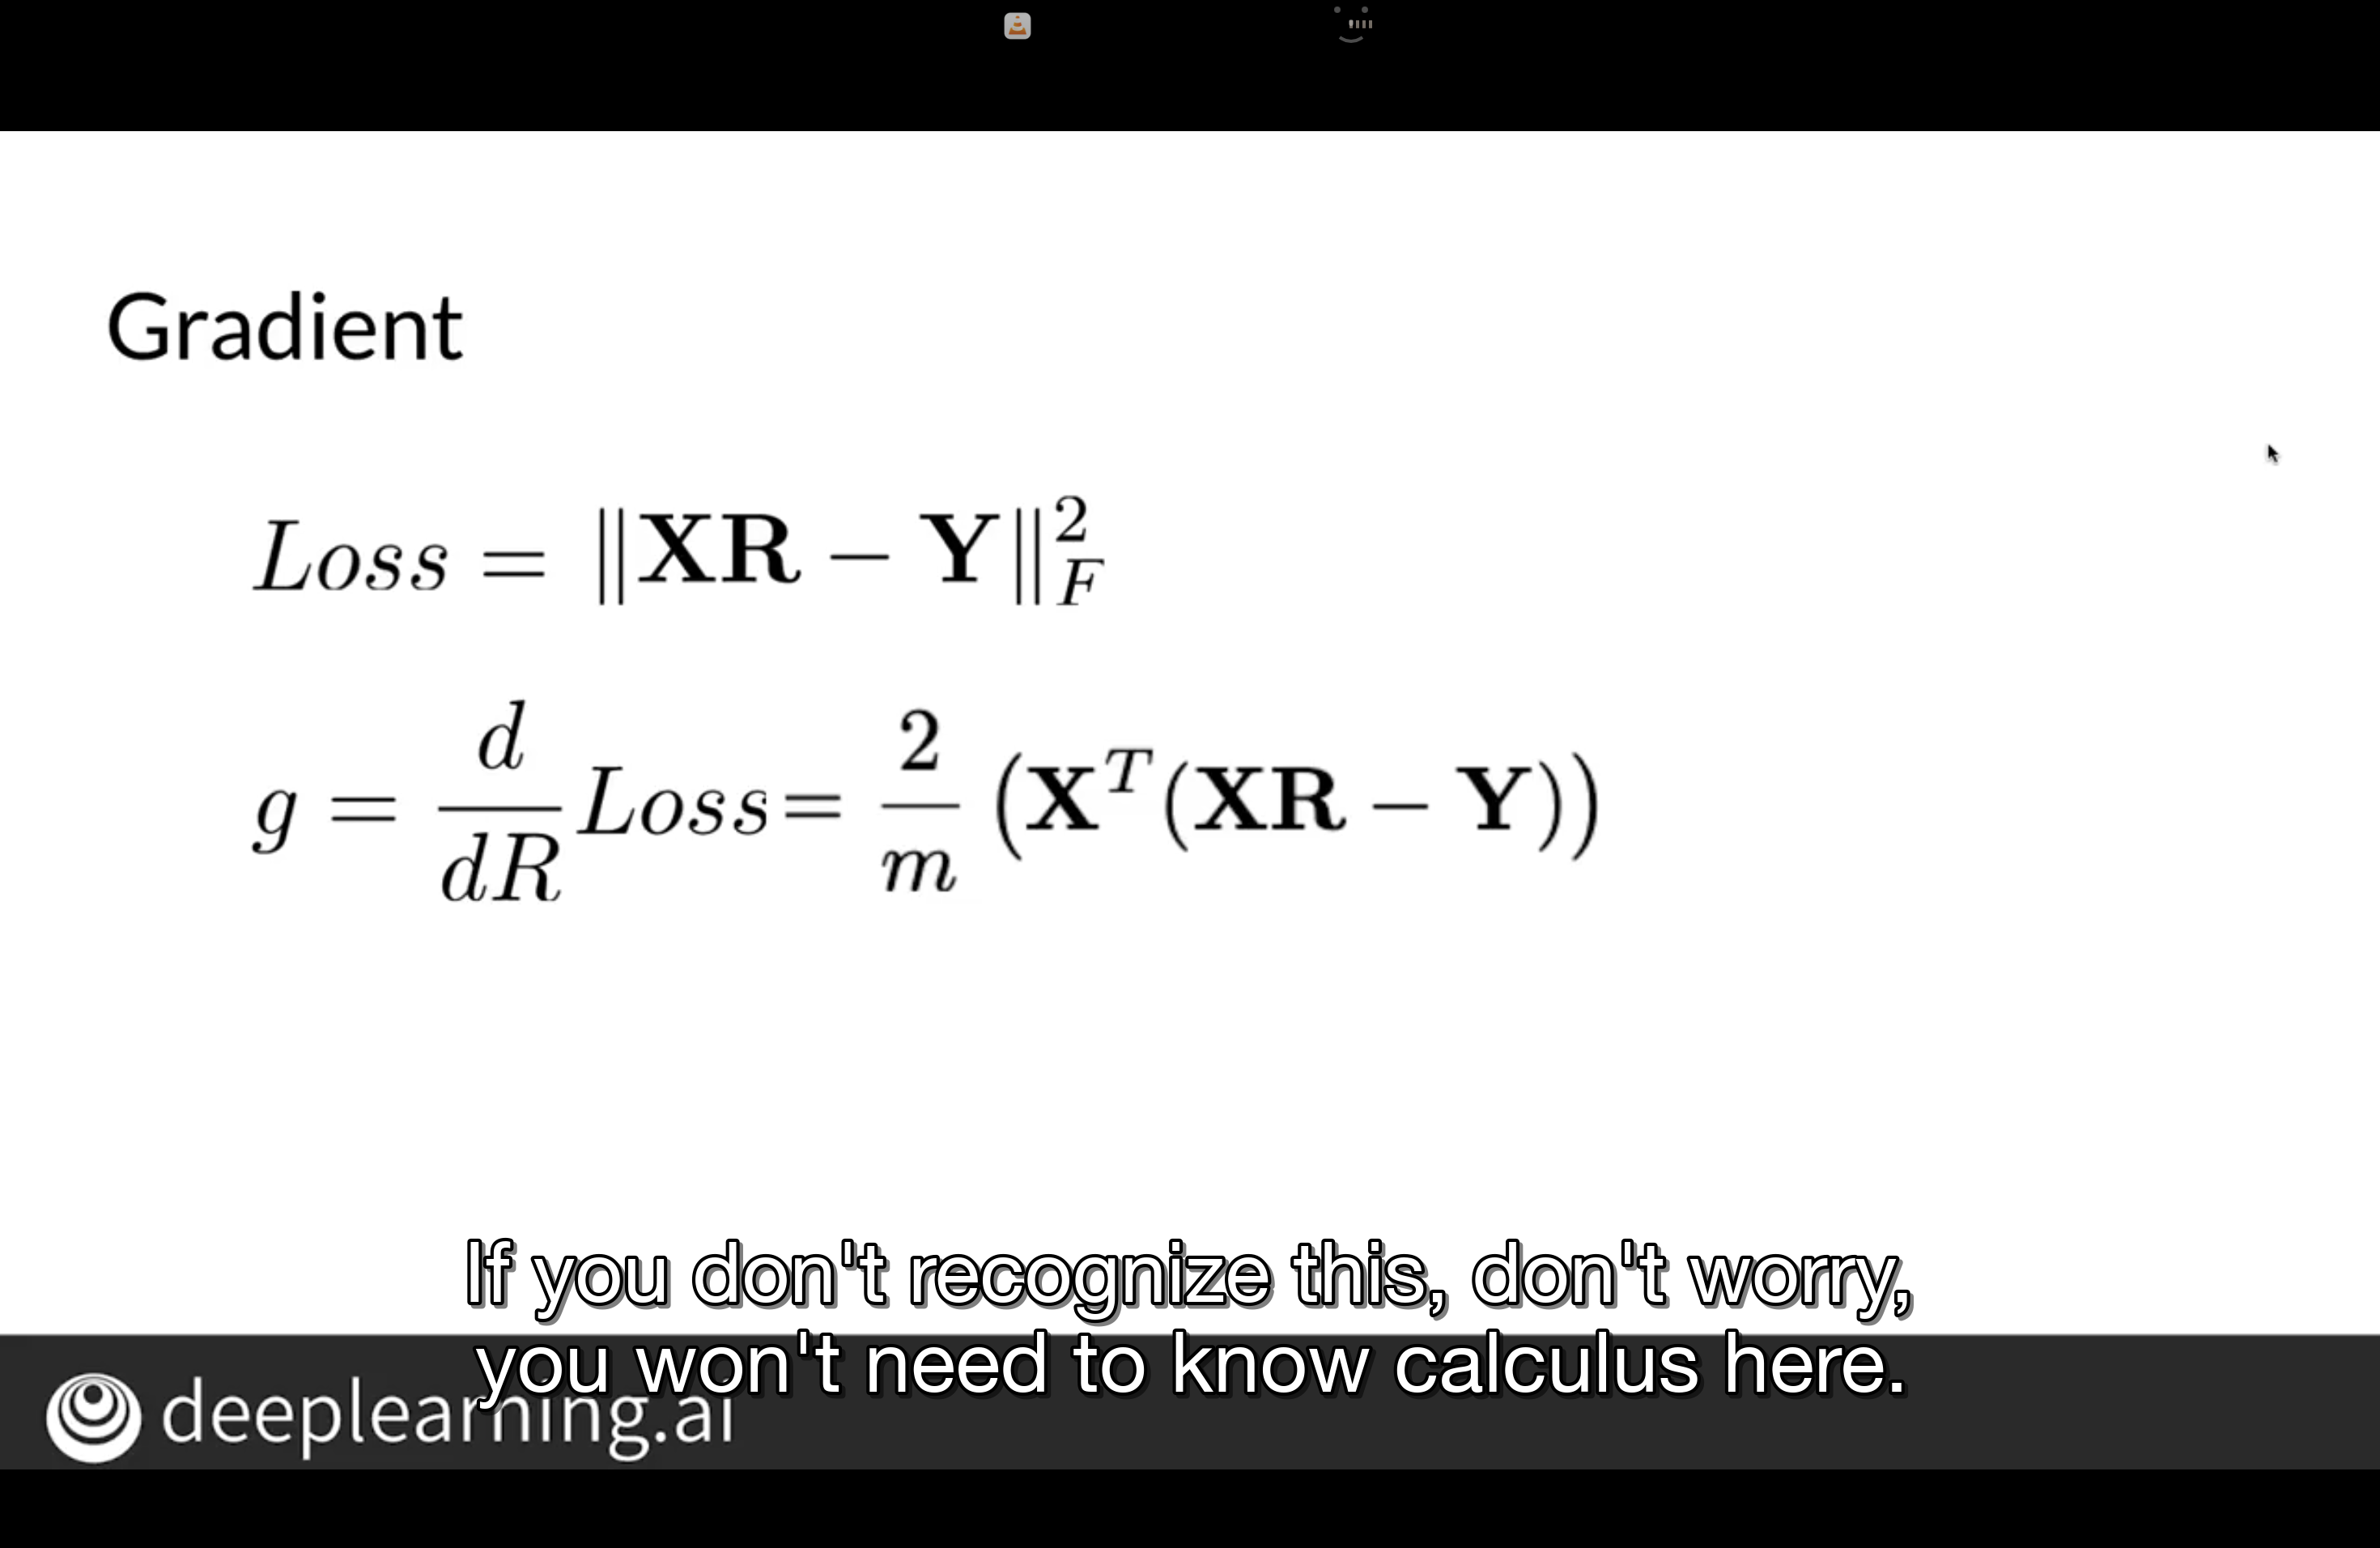 Gradient
Loss = ‖XR − Y‖²_F
g = d/dR Loss = 2/m (X^T(XR − Y))
If you don't recognize this, don't worry,
you won't need to know calculus here.
deeplearning.ai